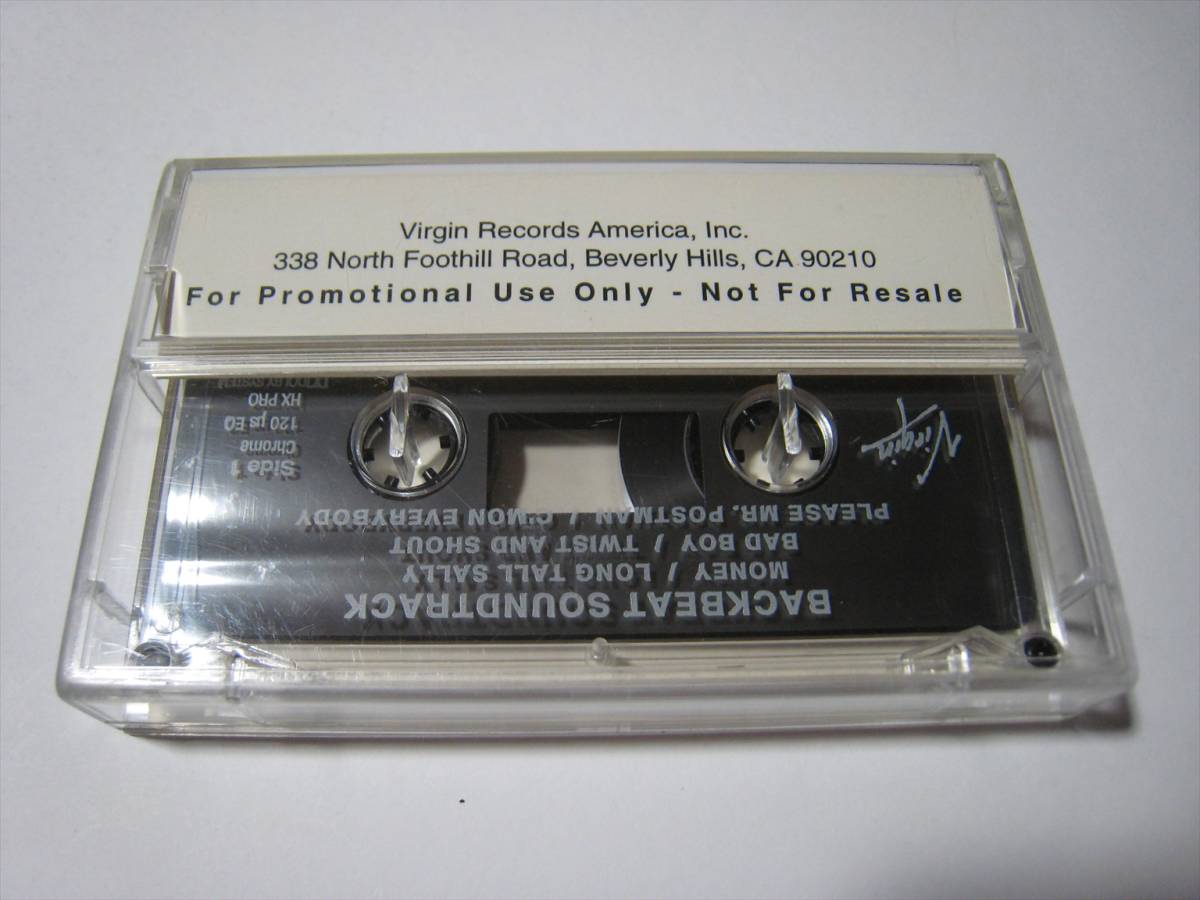 Virgin Records America, Inc.
338 North Foothill Road, Beverly Hills, CA 90210
For Promotional Use Only - Not For Resale
BACKBEAT SOUNDTRACK
MONEY / LONG TALL SALLY
BAD BOY / TWIST AND SHOUT
PLEASE MR. POSTMAN / C'MON EVERYBODY
Virgin
Side 1
Chrome
120 µs EQ
HX PRO
DOLBY SYSTEM